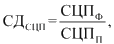 СД_СЦП = СЦП_Ф / СЦП_П,